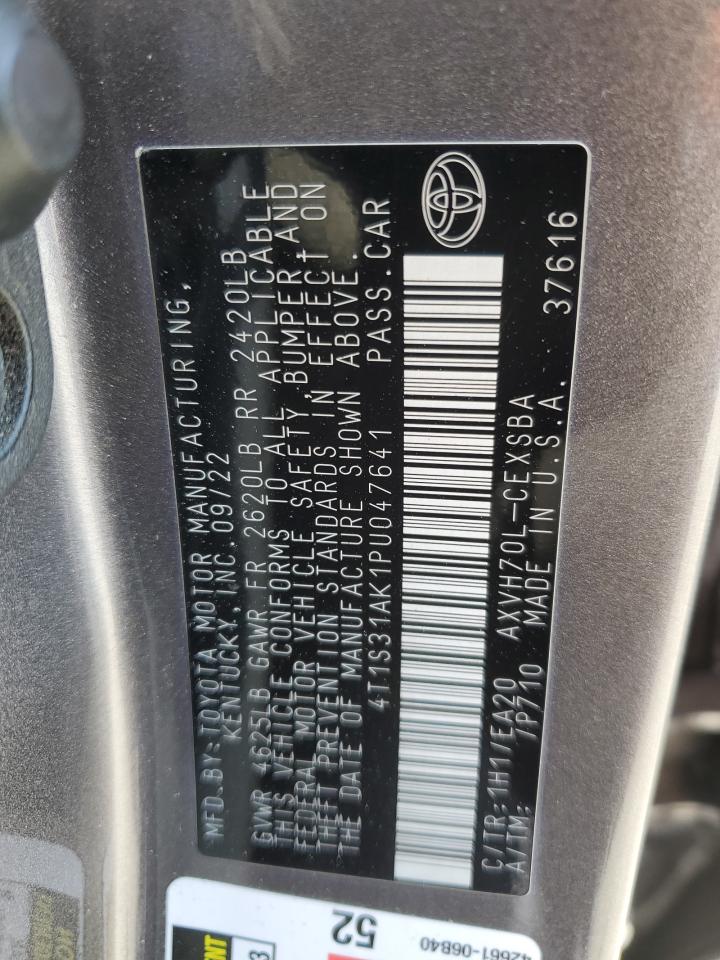 MFD.BY:TOYOTA MOTOR MANUFACTURING,
KENTUCKY, INC. 09/22
GVWR 4625LB GAWR FR 2620LB RR 2420LB
THIS VEHICLE CONFORMS TO ALL APPLICABLE
FEDERAL MOTOR VEHICLE SAFETY, BUMPER, AND
THEFT PREVENTION STANDARDS IN EFFECT ON
THE DATE OF MANUFACTURE SHOWN ABOVE.
4T1S31AK1PU047641 PASS.CAR
C/TR:1H1/EA20 AXVH70L-CEXSBA
A/TM: /P710 MADE IN U.S.A. 37616
52
42661-06B40